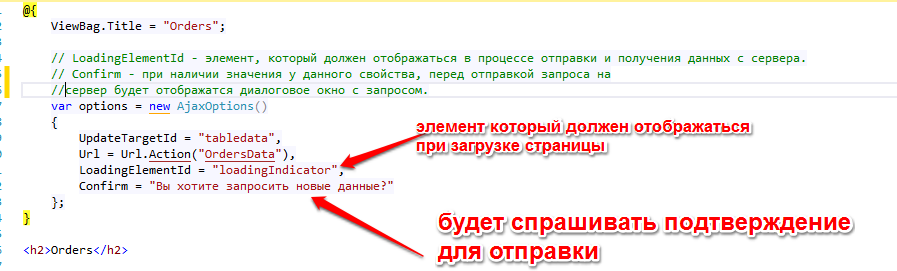 @{
ViewBag.Title = "Orders";
// LoadingElementId - элемент, который должен отображаться в процессе отправки и получения данных с сервера.
// Confirm - при наличии значения у данного свойства, перед отправкой запроса на
//сервер будет отображатся диалоговое окно с запросом.
var options = new AjaxOptions()
{
UpdateTargetId = "tabledata",
Url = Url.Action("OrdersData"),
LoadingElementId = "loadingIndicator",
Confirm = "Вы хотите запросить новые данные?"
};
}
<h2>Orders</h2>
элемент который должен отображаться
при загрузке страницы
будет спрашивать подтверждение
для отправки